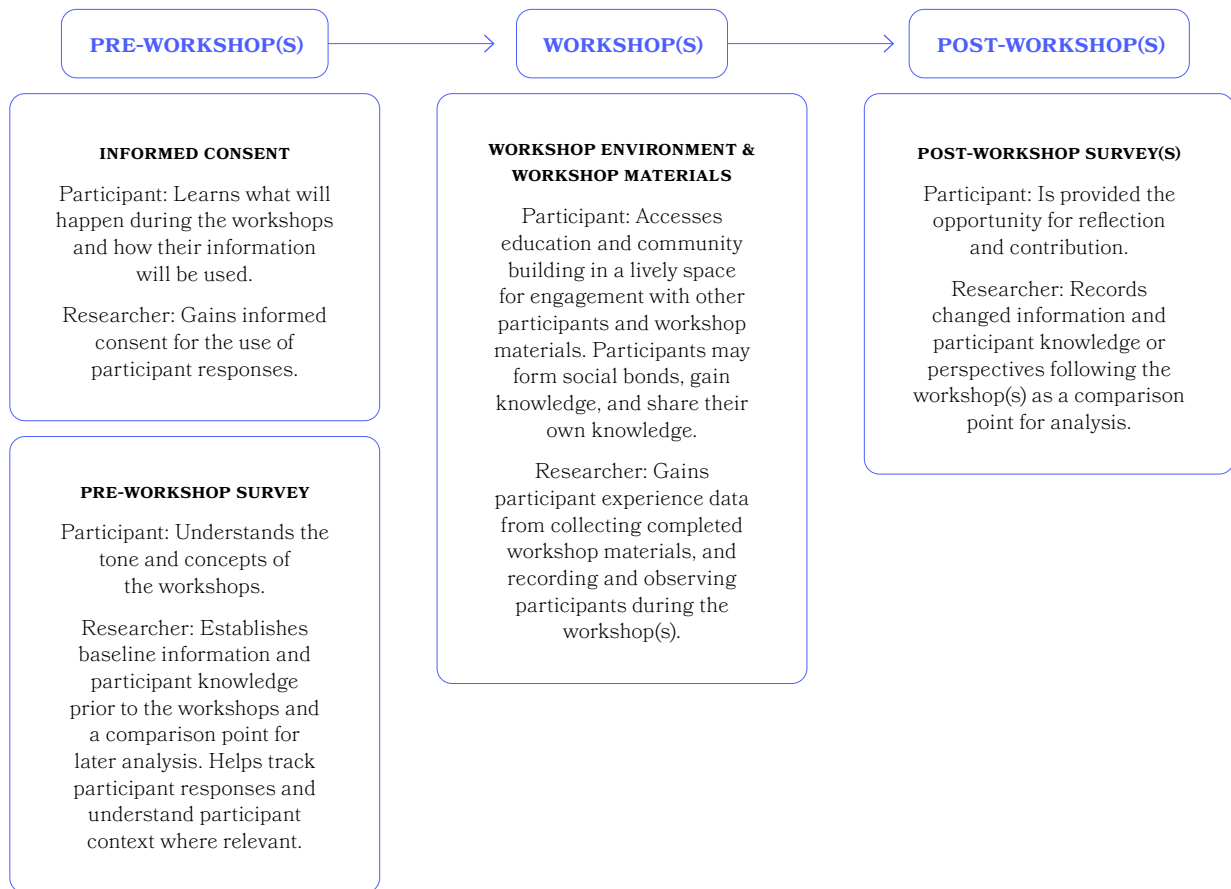 PRE-WORKSHOP(S)
WORKSHOP(S)
POST-WORKSHOP(S)
INFORMED CONSENT
Participant: Learns what will
happen during the workshops
and how their information
will be used.
Researcher: Gains informed
consent for the use of
participant responses.
PRE-WORKSHOP SURVEY
Participant: Understands the
tone and concepts of
the workshops.
Researcher: Establishes
baseline information and
participant knowledge
prior to the workshops and
a comparison point for
later analysis. Helps track
participant responses and
understand participant
context where relevant.
WORKSHOP ENVIRONMENT &
WORKSHOP MATERIALS
Participant: Accesses
education and community
building in a lively space
for engagement with other
participants and workshop
materials. Participants may
form social bonds, gain
knowledge, and share their
own knowledge.
Researcher: Gains
participant experience data
from collecting completed
workshop materials, and
recording and observing
participants during the
workshop(s).
POST-WORKSHOP SURVEY(S)
Participant: Is provided the
opportunity for reflection
and contribution.
Researcher: Records
changed information and
participant knowledge or
perspectives following the
workshop(s) as a comparison
point for analysis.